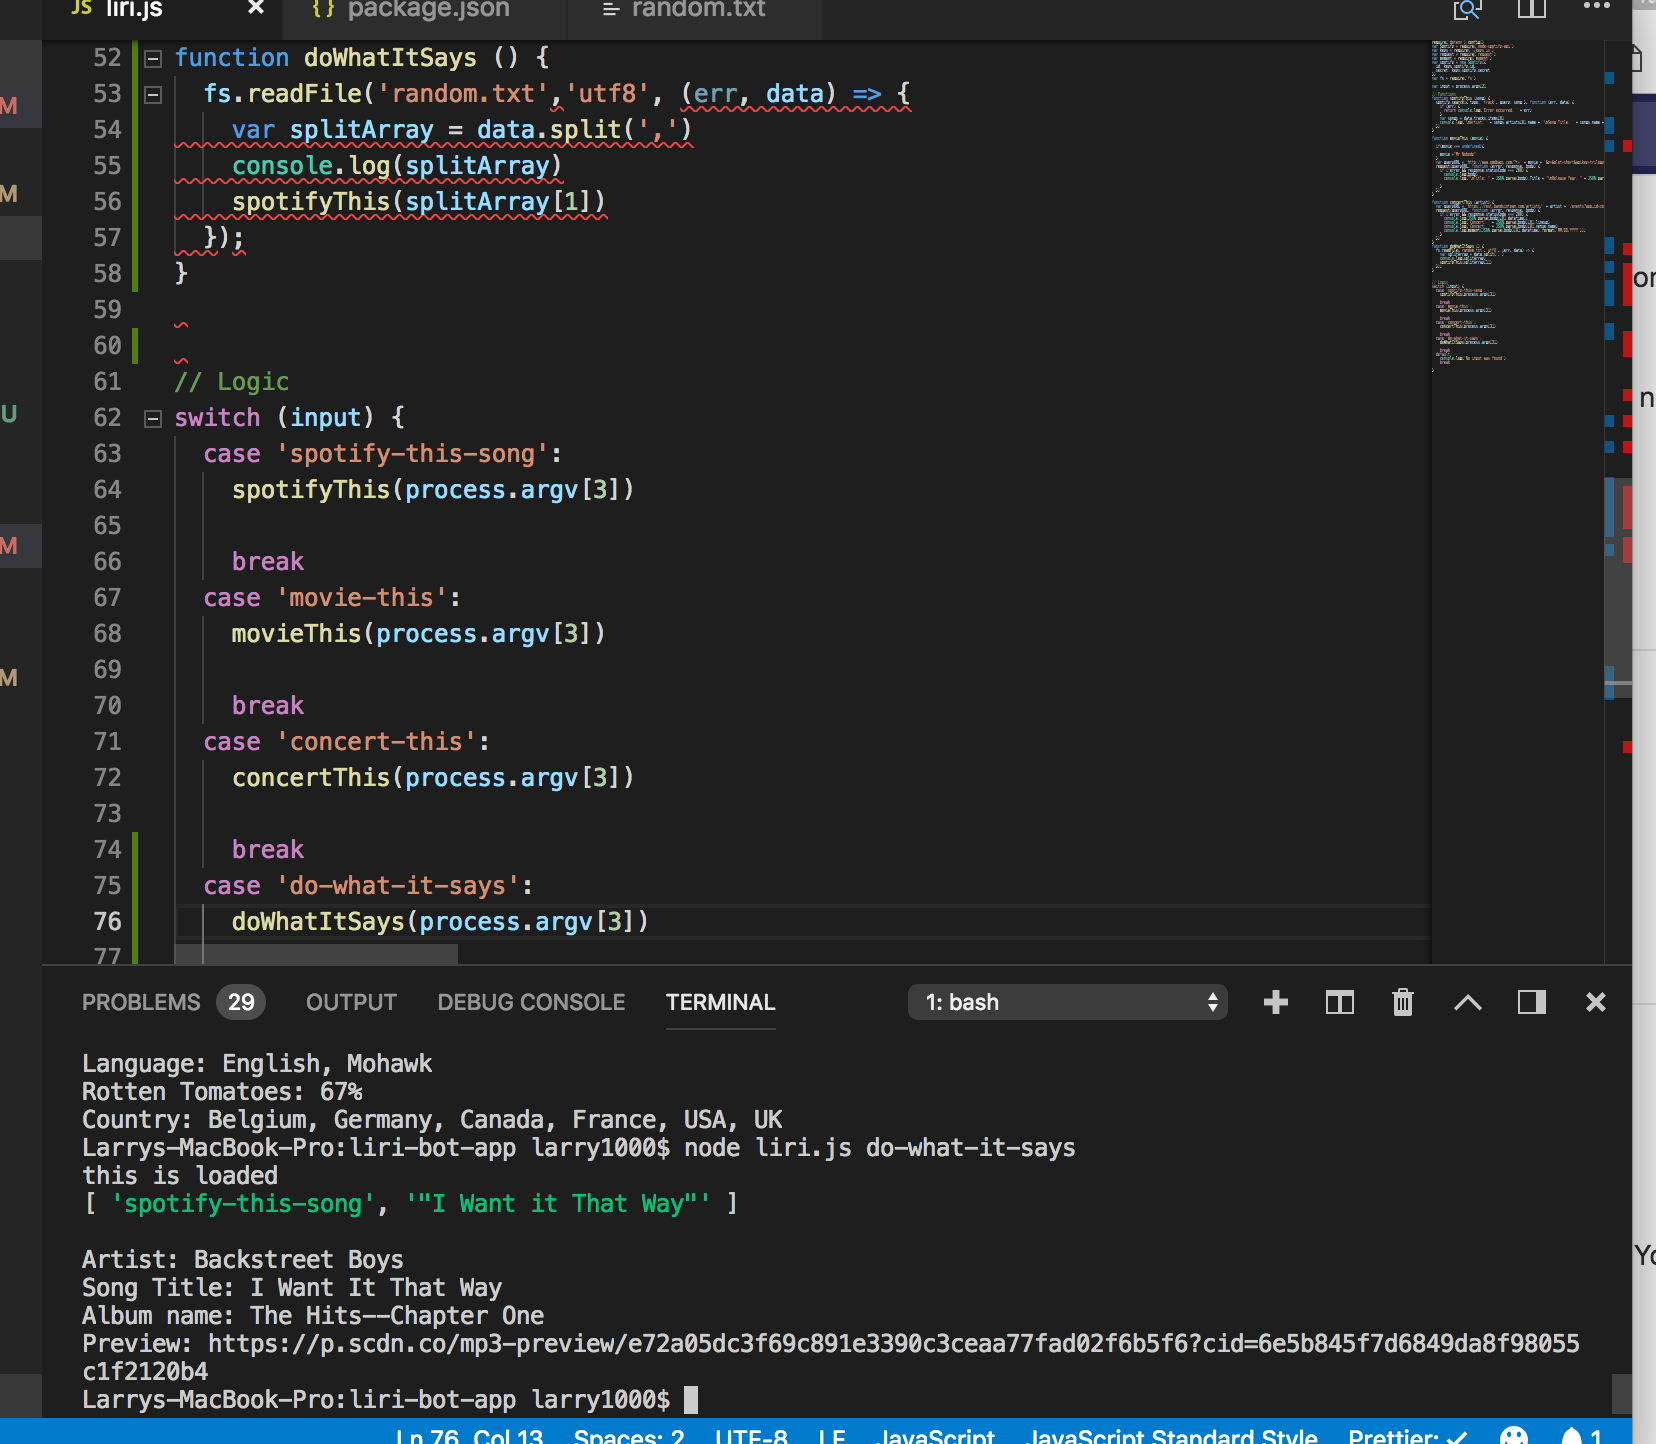 JS liri.js × {} package.json ≡ random.txt ...
52 function doWhatItSays () {
53 fs.readFile('random.txt','utf8', (err, data) => {
54 var splitArray = data.split(',')
55 console.log(splitArray)
56 spotifyThis(splitArray[1])
57 });
58 }
59
60
61 // Logic
62 switch (input) {
63 case 'spotify-this-song':
64 spotifyThis(process.argv[3])
65
66 break
67 case 'movie-this':
68 movieThis(process.argv[3])
69
70 break
71 case 'concert-this':
72 concertThis(process.argv[3])
73
74 break
75 case 'do-what-it-says':
76 doWhatItSays(process.argv[3])
77
M
M
U
M
M
or
n
Yo
PROBLEMS 29 OUTPUT DEBUG CONSOLE TERMINAL 1: bash
Language: English, Mohawk
Rotten Tomatoes: 67%
Country: Belgium, Germany, Canada, France, USA, UK
Larrys-MacBook-Pro:liri-bot-app larry1000$ node liri.js do-what-it-says
this is loaded
[ 'spotify-this-song', '"I Want it That Way"' ]
Artist: Backstreet Boys
Song Title: I Want It That Way
Album name: The Hits--Chapter One
Preview: https://p.scdn.co/mp3-preview/e72a05dc3f69c891e3390c3ceaa77fad02f6b5f6?cid=6e5b845f7d6849da8f98055
c1f2120b4
Larrys-MacBook-Pro:liri-bot-app larry1000$
Ln 76, Col 13 Spaces: 2 UTF-8 LF JavaScript JavaScript Standard Style Prettier: ✓ 1